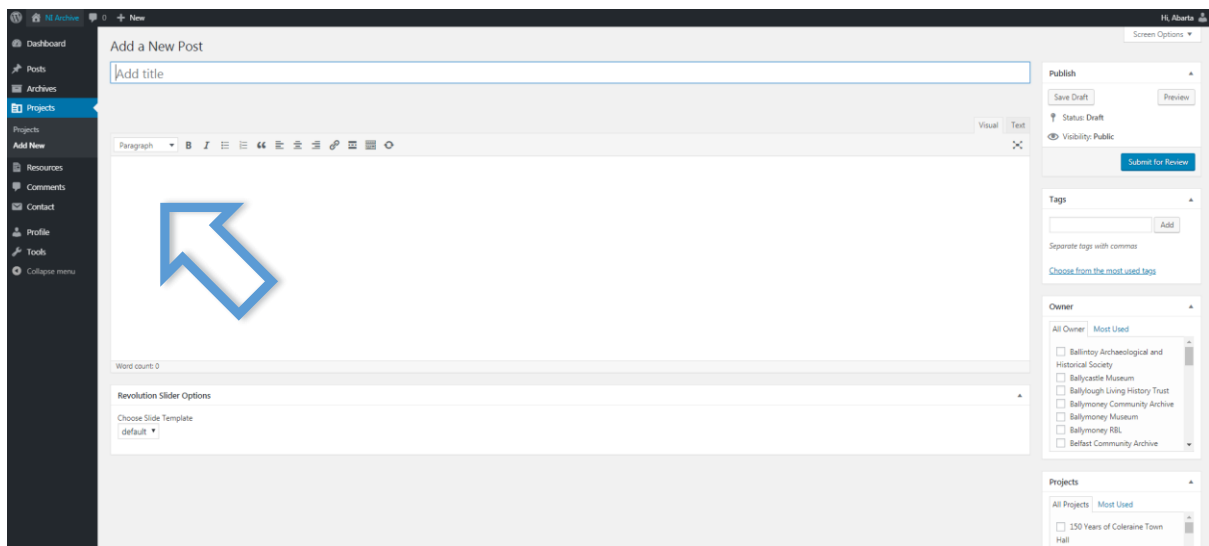 NI Archive 0 + New
Hi, Abarta
Screen Options
Dashboard
Posts
Archives
Projects
Projects
Add New
Resources
Comments
Contact
Profile
Tools
Collapse menu
Add a New Post
Add title
Visual Text
Paragraph B I
Word count: 0
Revolution Slider Options
Choose Slide Template
default
Publish
Save Draft Preview
Status: Draft
Visibility: Public
Submit for Review
Tags
Add
Separate tags with commas
Choose from the most used tags
Owner
All Owner Most Used
Ballintoy Archaeological and
Historical Society
Ballycastle Museum
Ballylough Living History Trust
Ballymoney Community Archive
Ballymoney Museum
Ballymoney RBL
Belfast Community Archive
Projects
All Projects Most Used
150 Years of Coleraine Town
Hall